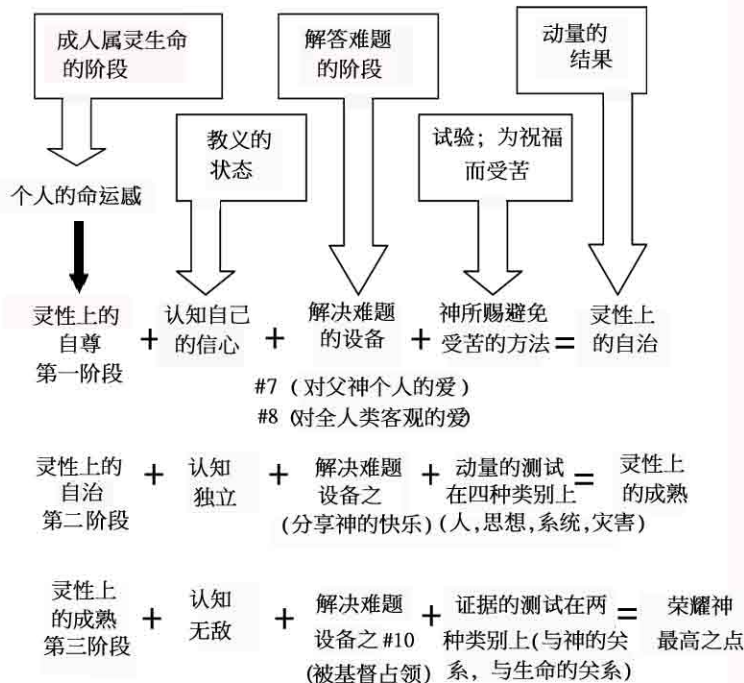 成人属灵生命
的阶段
解答难题
的阶段
动量的
结果
教义的
状态
试验；为祝福
而受苦
个人的命运感
灵性上的
自尊
第一阶段
+
认知自己
的信心
+
解决难题
的设备
+
神所赐避免
受苦的方法
=
灵性上
的自治
#7 (对父神个人的爱)
#8 (对全人类客观的爱)
灵性上的
自治
第二阶段
+
认知
独立
+
解决难题
设备之
(分享神的快乐)
+
动量的测试
在四种类别上
(人,思想,系统,灾害)
=
灵性上
的成熟
灵性上
的成熟
第三阶段
+
认知
无敌
+
解决难题
设备之 #10
(被基督占领)
+
证据的测试在两
种类别上(与神的关
系，与生命的关系)
=
荣耀神
最高之点